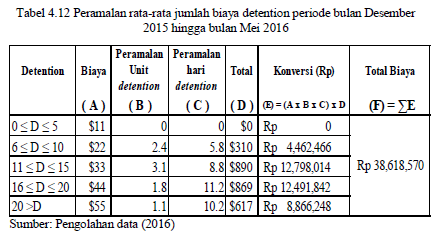 Tabel 4.12 Peramalan rata-rata jumlah biaya detention periode bulan Desember
2015 hingga bulan Mei 2016
Detention Biaya Peramalan Unit detention Peramalan hari detention Total Konversi (Rp) Total Biaya
( A ) ( B ) ( C ) ( D ) (E) = (A x B x C) x D (F) = ∑E
0 ≤ D ≤ 5 $11 0 0 $0 Rp 0
6 ≤ D ≤ 10 $22 2.4 5.8 $310 Rp 4,462,466
11 ≤ D ≤ 15 $33 3.1 8.8 $890 Rp 12,798,014 Rp 38,618,570
16 ≤ D ≤ 20 $44 1.8 11.2 $869 Rp 12,491,842
20 >D $55 1.1 10.2 $617 Rp 8,866,248
Sumber: Pengolahan data (2016)